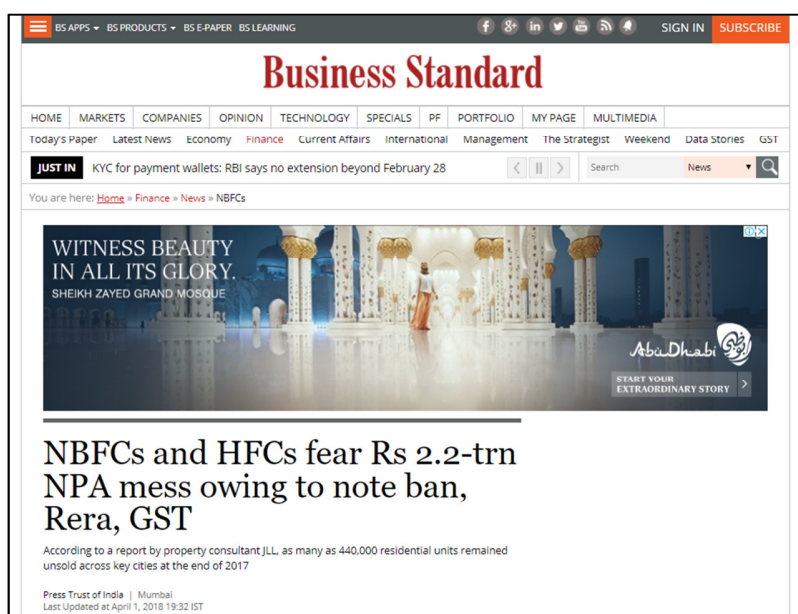 BS APPS BS PRODUCTS BS E-PAPER BS LEARNING SIGN IN SUBSCRIBE
Business Standard
HOME MARKETS COMPANIES OPINION TECHNOLOGY SPECIALS PF PORTFOLIO MY PAGE MULTIMEDIA
Today's Paper Latest News Economy Finance Current Affairs International Management The Strategist Weekend Data Stories GST
JUST IN KYC for payment wallets: RBI says no extension beyond February 28 Search News
You are here: Home » Finance » News » NBFCs
WITNESS BEAUTY
IN ALL ITS GLORY.
SHEIKH ZAYED GRAND MOSQUE
Abu Dhabi أبوظبي
START YOUR
EXTRAORDINARY STORY
NBFCs and HFCs fear Rs 2.2-trn
NPA mess owing to note ban,
Rera, GST
According to a report by property consultant JLL, as many as 440,000 residential units remained
unsold across key cities at the end of 2017
Press Trust of India | Mumbai
Last Updated at April 1, 2018 19:32 IST